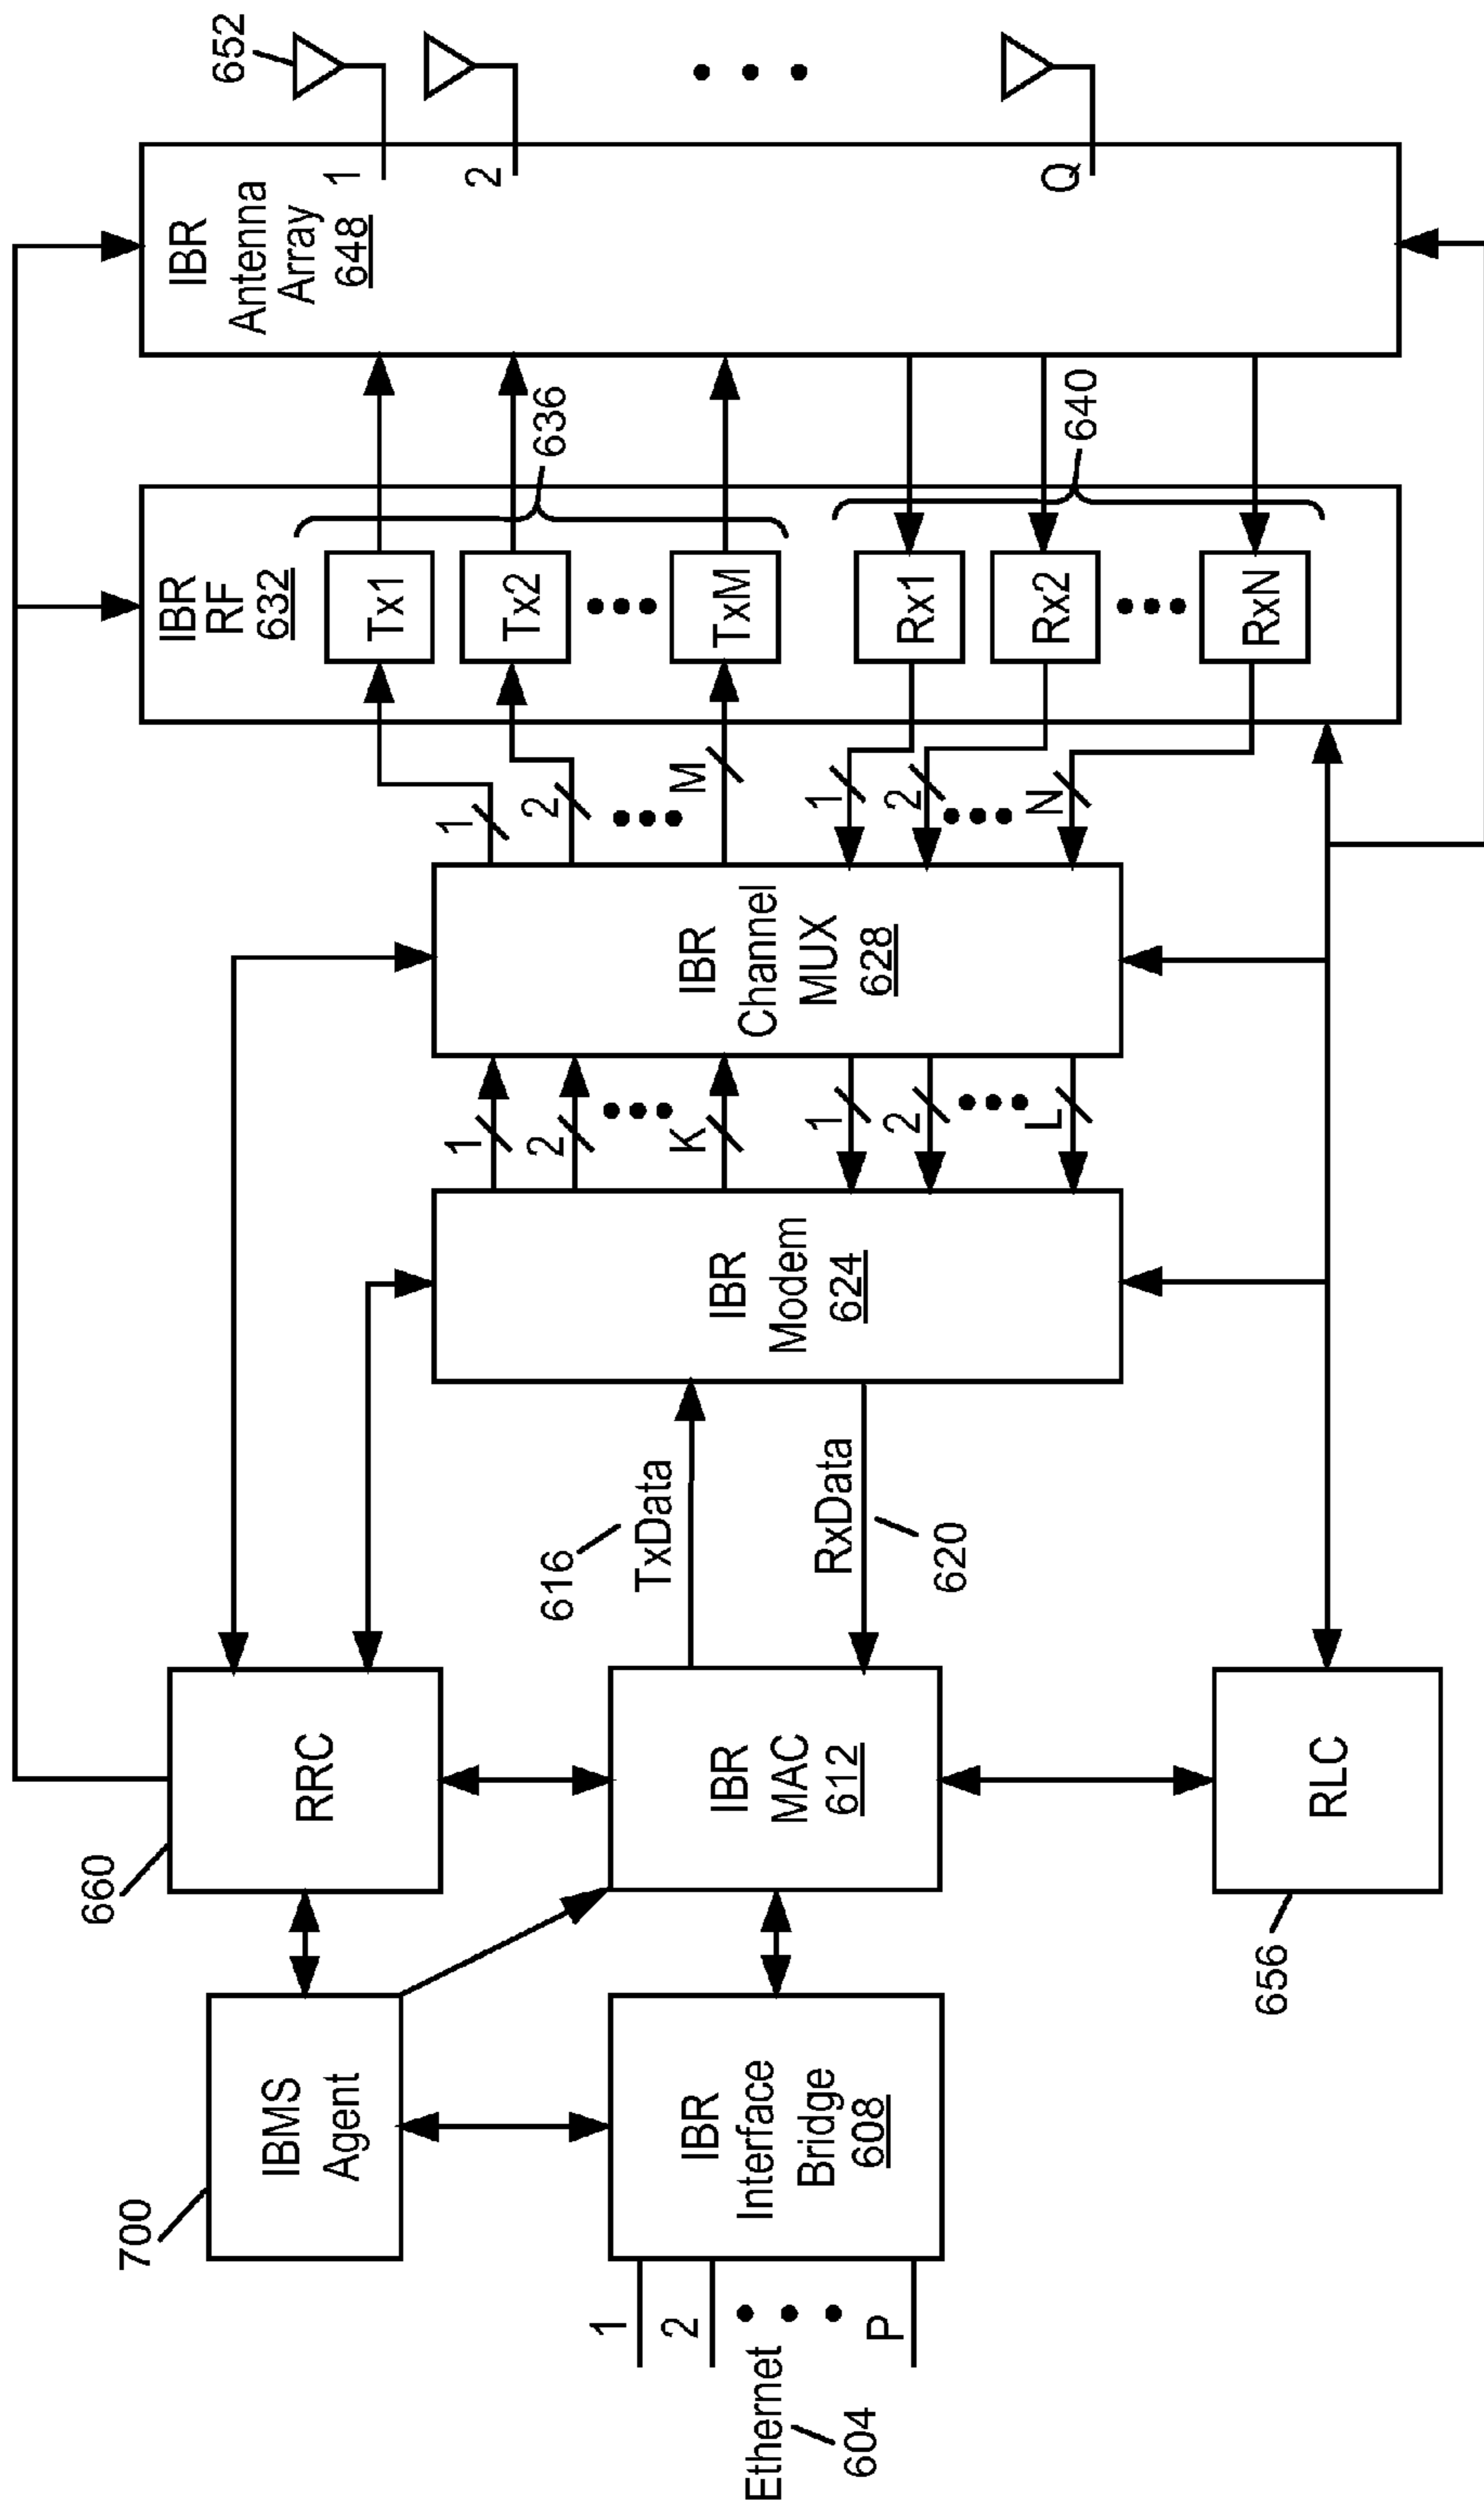 700
IBMS
Agent
660
RRC
IBR
RF
632
IBR
Antenna
Array
648
652
1
2
Q
Tx1
Tx2
TxM
636
Rx1
Rx2
RxN
640
1
2
M
1
2
N
IBR
Channel
MUX
628
1
2
K
1
2
L
IBR
Modem
624
616
TxData
RxData
620
IBR
MAC
612
IBR
Interface
Bridge
608
1
2
P
Ethernet
604
RLC
656